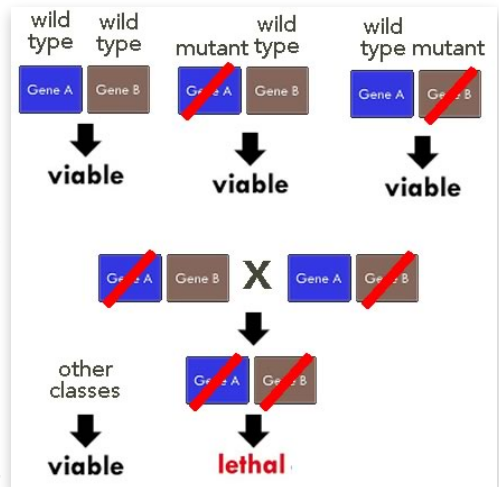 wild type
wild type
mutant
wild type
wild type
mutant
Gene A
Gene B
Gene A
Gene B
Gene A
Gene B
viable
viable
viable
Gene A
Gene B
X
Gene A
Gene B
other
classes
Gene A
Gene B
viable
lethal